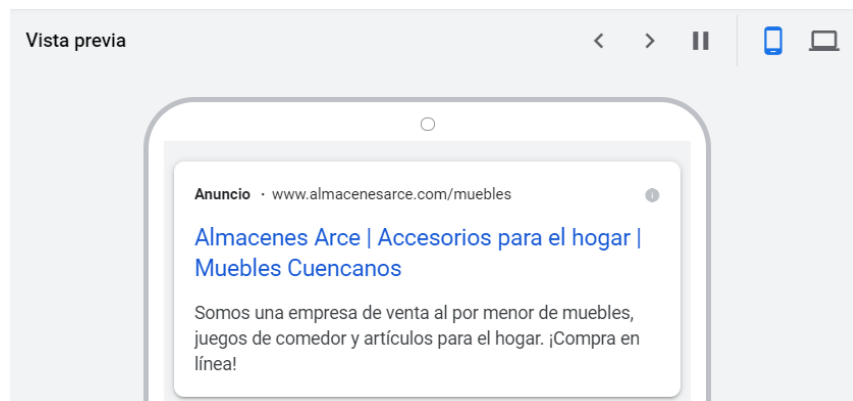 Vista previa
Anuncio · www.almacenesarce.com/muebles
Almacenes Arce | Accesorios para el hogar |
Muebles Cuencanos
Somos una empresa de venta al por menor de muebles,
juegos de comedor y artículos para el hogar. ¡Compra en
línea!